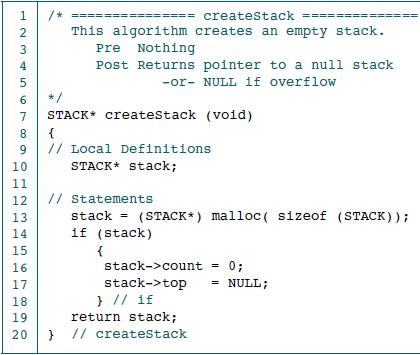 1 /* =============== createStack ==============
2 This algorithm creates an empty stack.
3 Pre Nothing
4 Post Returns pointer to a null stack
5 -or- NULL if overflow
6 */
7 STACK* createStack (void)
8 {
9 // Local Definitions
10 STACK* stack;
11
12 // Statements
13 stack = (STACK*) malloc( sizeof (STACK));
14 if (stack)
15 {
16 stack->count = 0;
17 stack->top = NULL;
18 } // if
19 return stack;
20 } // createStack